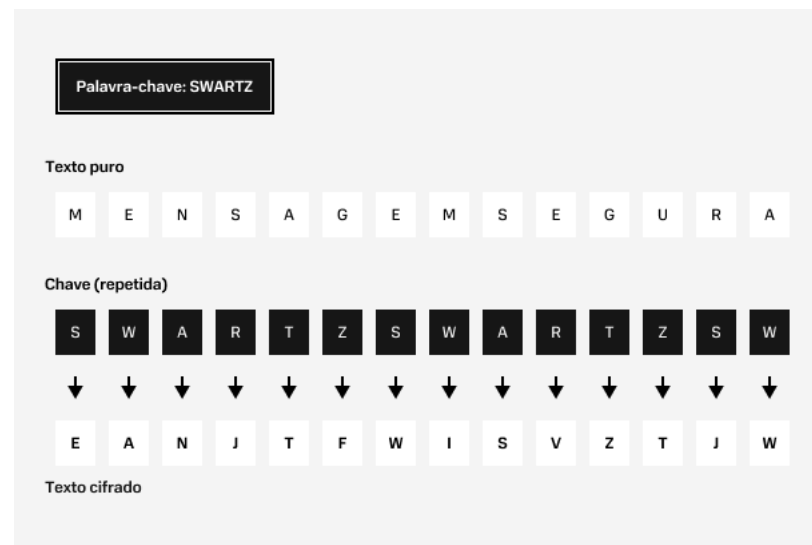 Palavra-chave: SWARTZ
Texto puro
M E N S A G E M S E G U R A
Chave (repetida)
S W A R T Z S W A R T Z S W
E A N J T F W I S V Z T J W
Texto cifrado